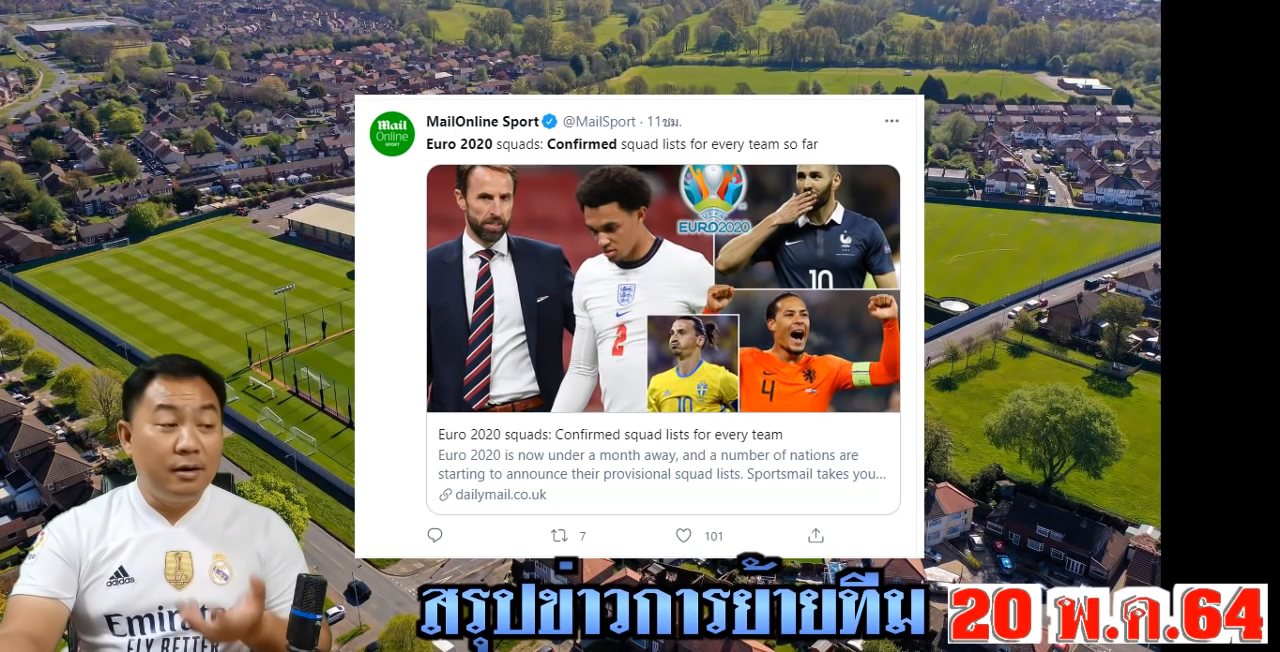 Mail
Online
SPORT
MailOnline Sport @MailSport · 11ชม.
Euro 2020 squads: Confirmed squad lists for every team so far
EURO2020
10
2
10
4
Euro 2020 squads: Confirmed squad lists for every team
Euro 2020 is now under a month away, and a number of nations are
starting to announce their provisional squad lists. Sportsmail takes you...
dailymail.co.uk
7
101
adidas
Emirates
FLY BETTER
สรุปข่าวการย้ายทีม 20 พ.ค.64